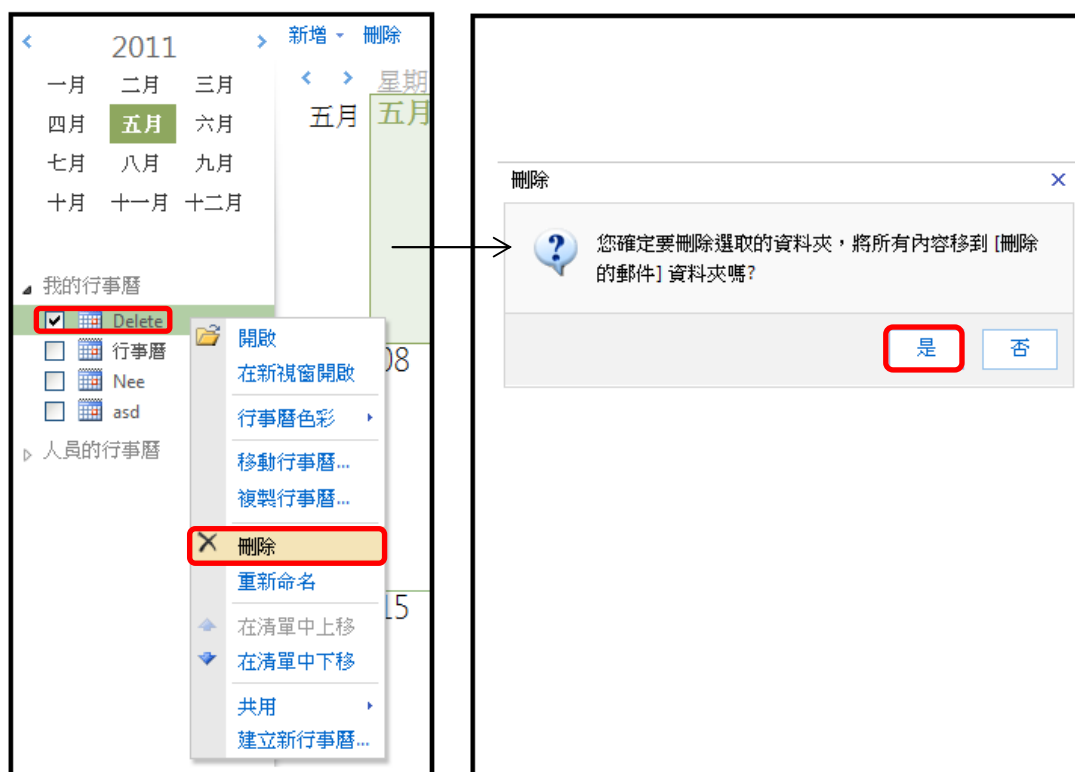 2011
一月 二月 三月
四月 五月 六月
七月 八月 九月
十月 十一月 十二月
我的行事曆
Delete
行事曆
Nee
asd
人員的行事曆
新增 刪除
星期
五月 五月
08
15
開啟
在新視窗開啟
行事曆色彩
移動行事曆...
複製行事曆...
刪除
重新命名
在清單中上移
在清單中下移
共用
建立新行事曆...
刪除
您確定要刪除選取的資料夾，將所有內容移到 [刪除
的郵件] 資料夾嗎?
是 否